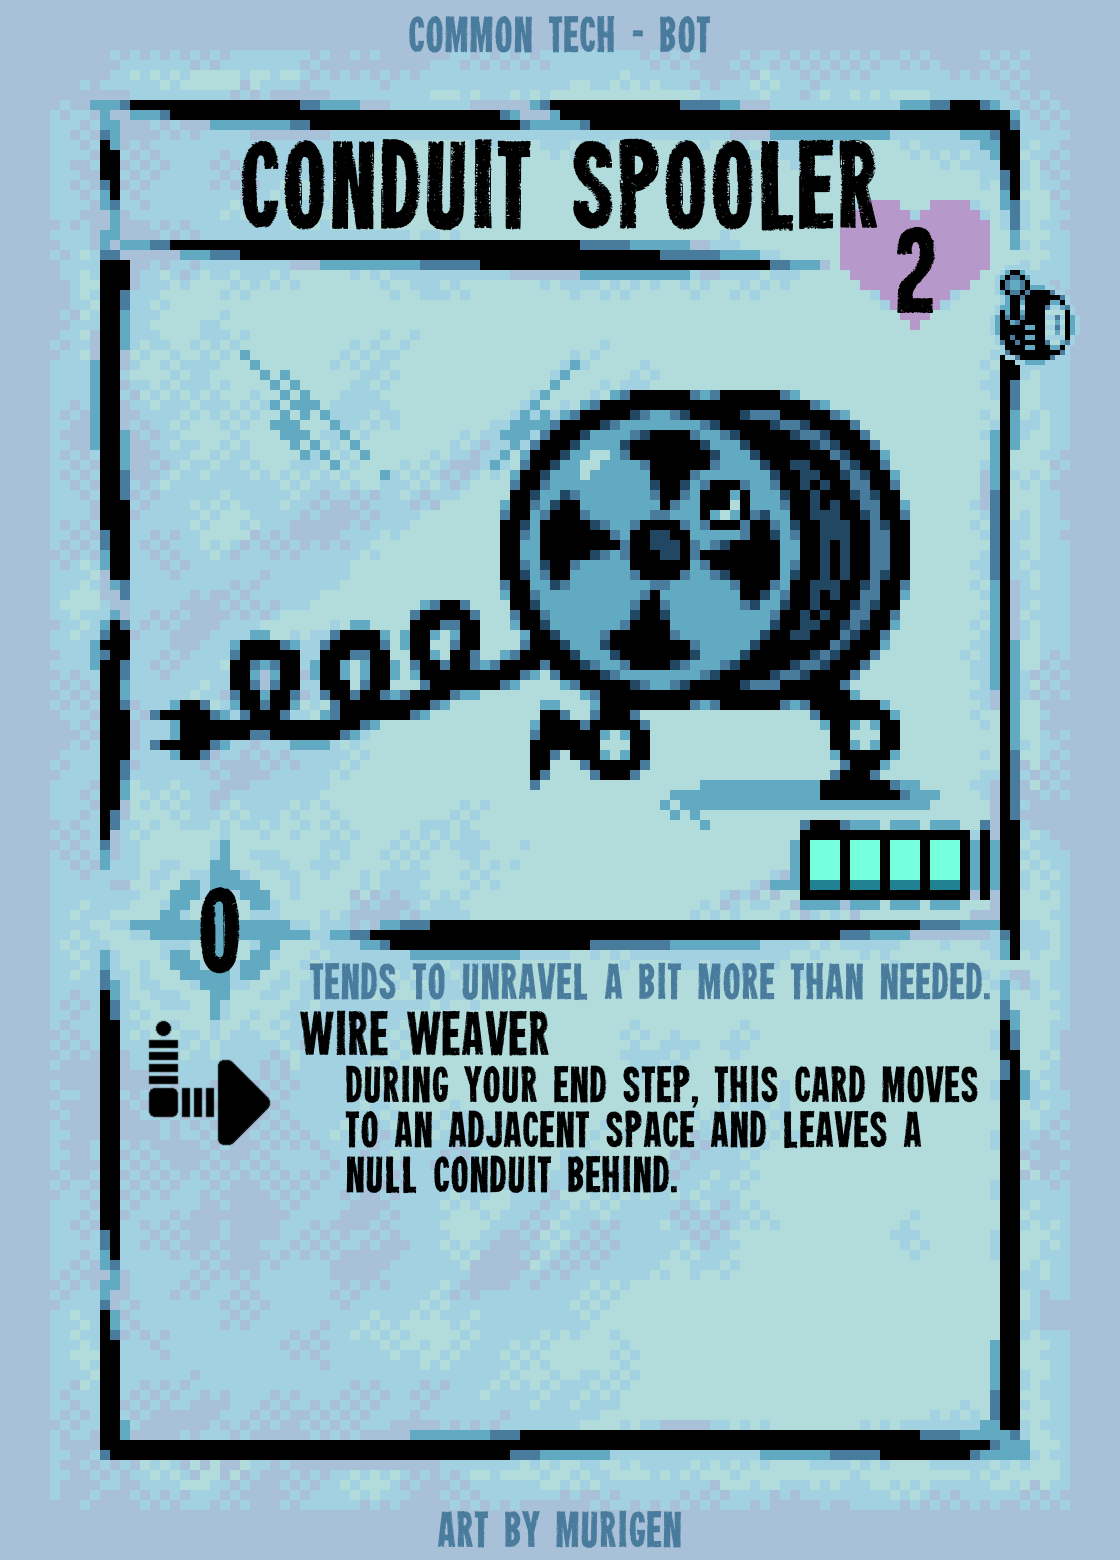 COMMON TECH - BOT
CONDUIT SPOOLER
2
0
TENDS TO UNRAVEL A BIT MORE THAN NEEDED.
WIRE WEAVER
DURING YOUR END STEP, THIS CARD MOVES
TO AN ADJACENT SPACE AND LEAVES A
NULL CONDUIT BEHIND.
ART BY MURIGEN